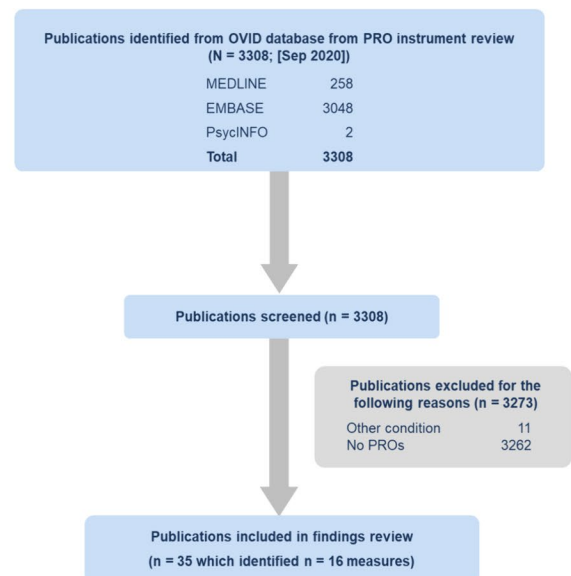 Publications identified from OVID database from PRO instrument review
(N = 3308; [Sep 2020])
MEDLINE 258
EMBASE 3048
PsycINFO 2
Total 3308
Publications screened (n = 3308)
Publications excluded for the
following reasons (n = 3273)
Other condition 11
No PROs 3262
Publications included in findings review
(n = 35 which identified n = 16 measures)